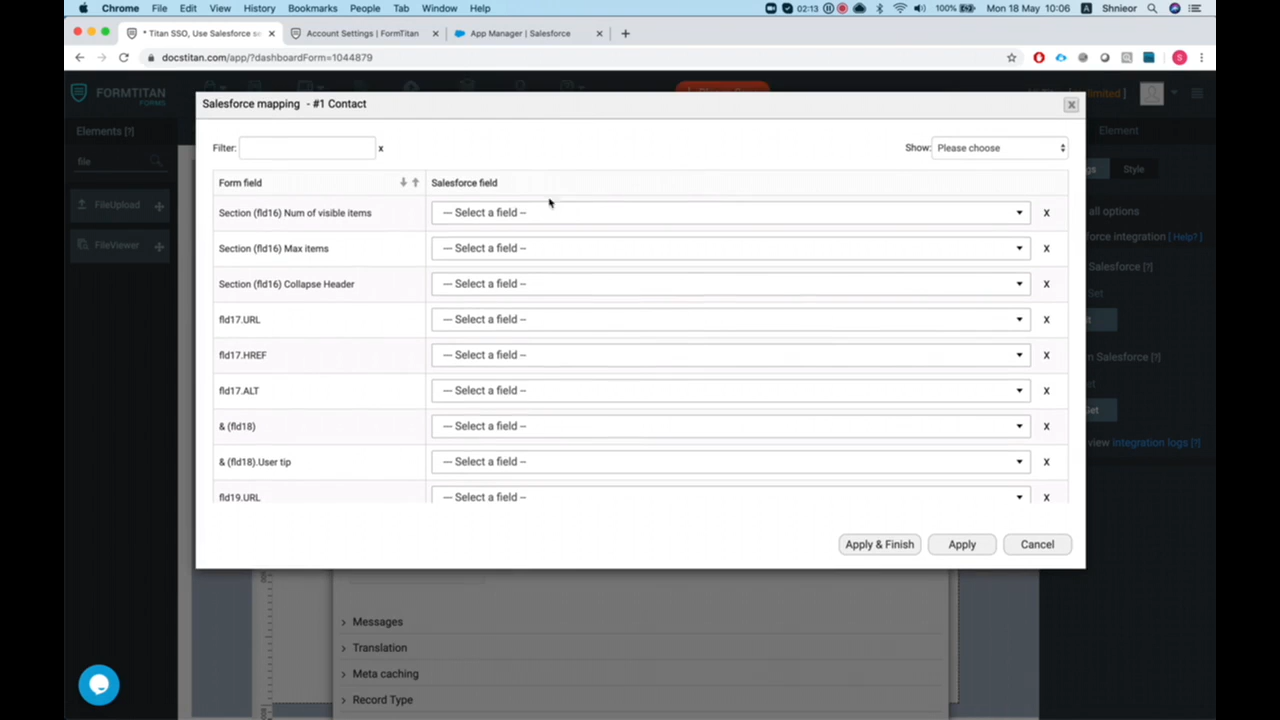 Chrome File Edit View History Bookmarks People Tab Window Help 02:13 100% Mon 18 May 10:06 A Shnieor
* Titan SSO, Use Salesforce se × Account Settings | FormTitan × App Manager | Salesforce × +
docstitan.com/app/?dashboardForm=1044879 S
FORMTITAN
FORMS
Salesforce mapping - #1 Contact x
Elements [?] Element
Filter: x Show: Please choose
file
Style
Form field Salesforce field
FileUpload
Section (fld16) Num of visible items --- Select a field -- X
all options
FileViewer
Section (fld16) Max items --- Select a field -- X
integration [ Help? ]
Salesforce [?]
Section (fld16) Collapse Header --- Select a field -- X
fld17.URL --- Select a field -- X
fld17.HREF --- Select a field -- X
n Salesforce [?]
fld17.ALT --- Select a field -- X
& (fld18) --- Select a field -- X
view integration logs [?]
& (fld18).User tip --- Select a field -- X
fld19.URL --- Select a field -- X
Apply & Finish Apply Cancel
Messages
Translation
Meta caching
Record Type